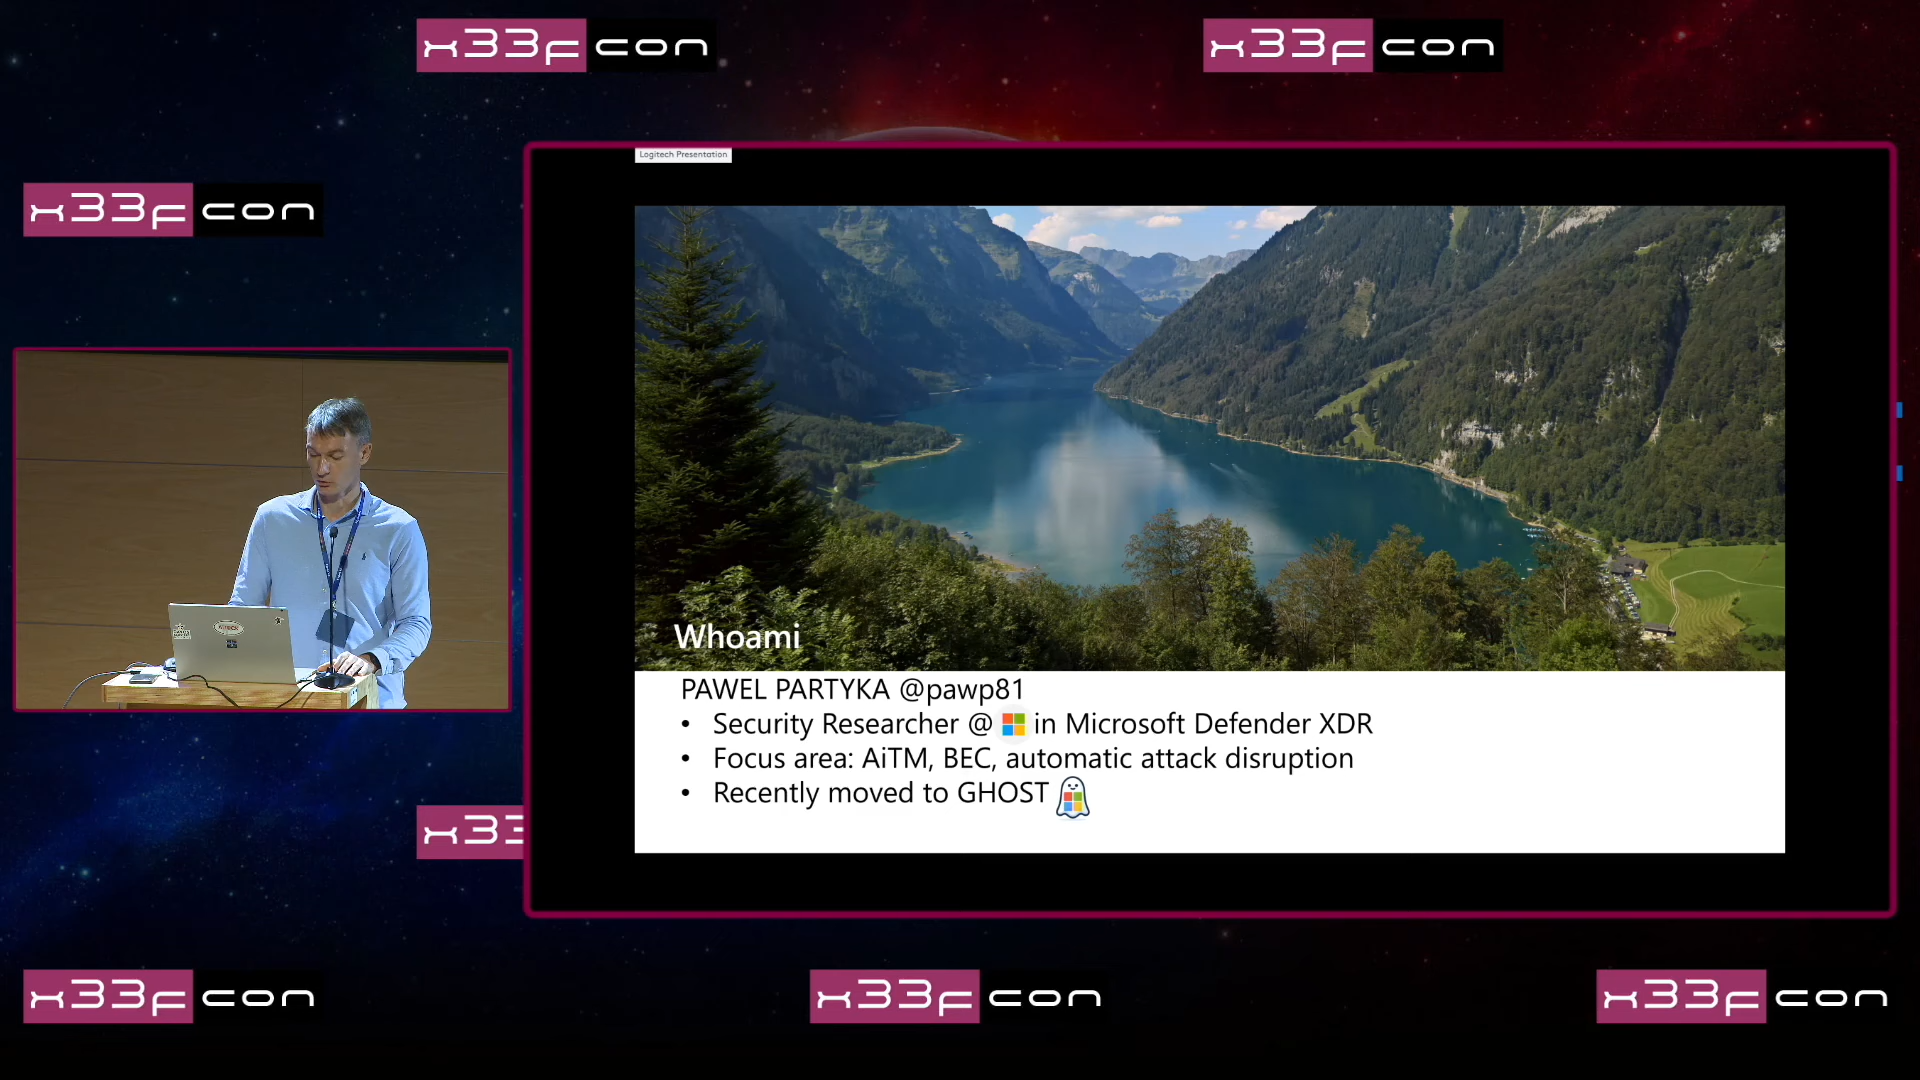 x33fcon
x33fcon
x33fcon
Logitech Presentation
Whoami
PAWEL PARTYKA @pawp81
• Security Researcher @ in Microsoft Defender XDR
• Focus area: AiTM, BEC, automatic attack disruption
• Recently moved to GHOST
x33
x33fcon
x33fcon
x33fcon